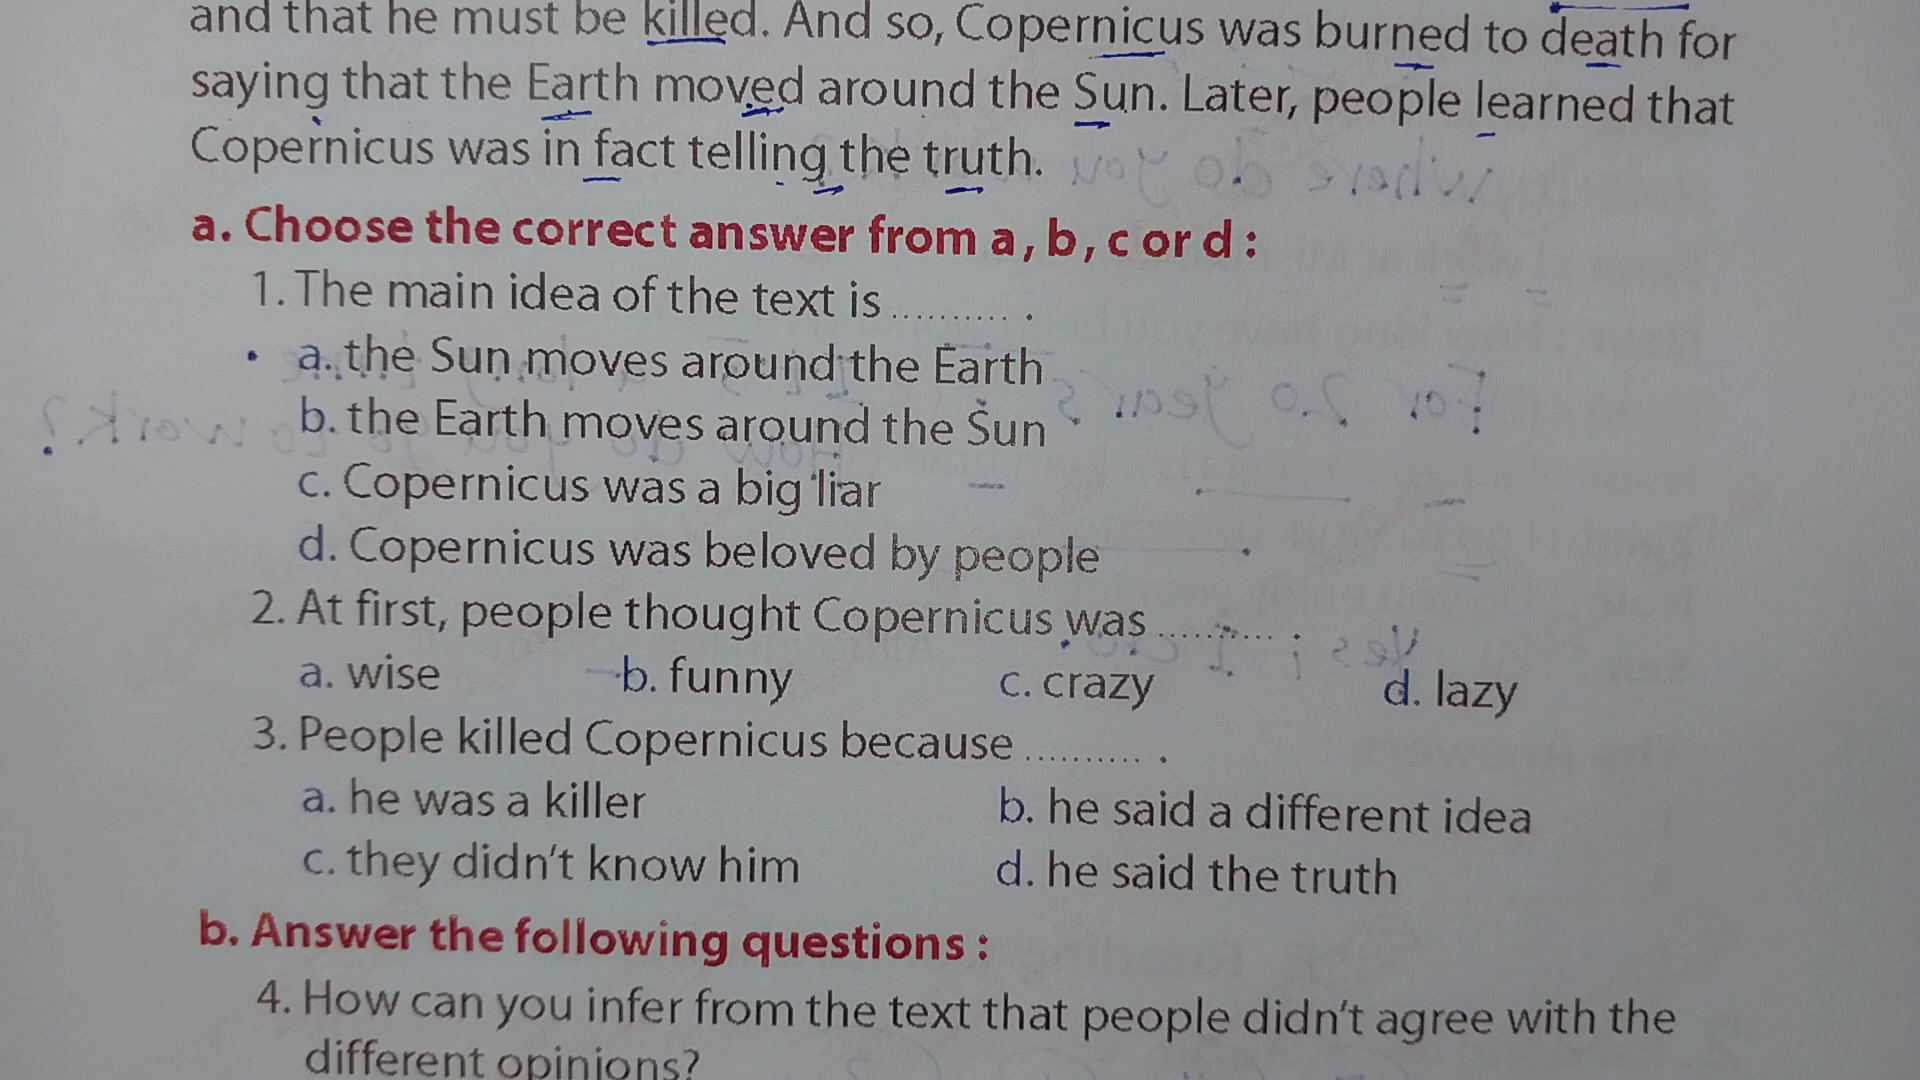 and that he must be killed. And so, Copernicus was burned to death for
saying that the Earth moved around the Sun. Later, people learned that
Copernicus was in fact telling the truth.
a. Choose the correct answer from a, b, c or d :
1. The main idea of the text is .......... .
a. the Sun moves around the Earth
b. the Earth moves around the Sun
c. Copernicus was a big liar
d. Copernicus was beloved by people
2. At first, people thought Copernicus was .......... .
a. wise b. funny c. crazy d. lazy
3. People killed Copernicus because .......... .
a. he was a killer b. he said a different idea
c. they didn't know him d. he said the truth
b. Answer the following questions :
4. How can you infer from the text that people didn't agree with the
different opinions?